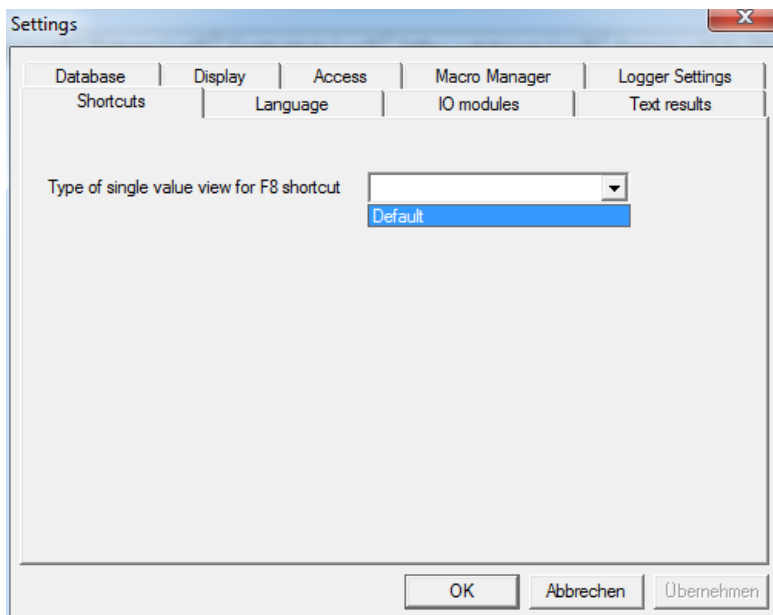 Settings
Database Display Access Macro Manager Logger Settings
Shortcuts Language IO modules Text results
Type of single value view for F8 shortcut
Default
OK Abbrechen Übernehmen